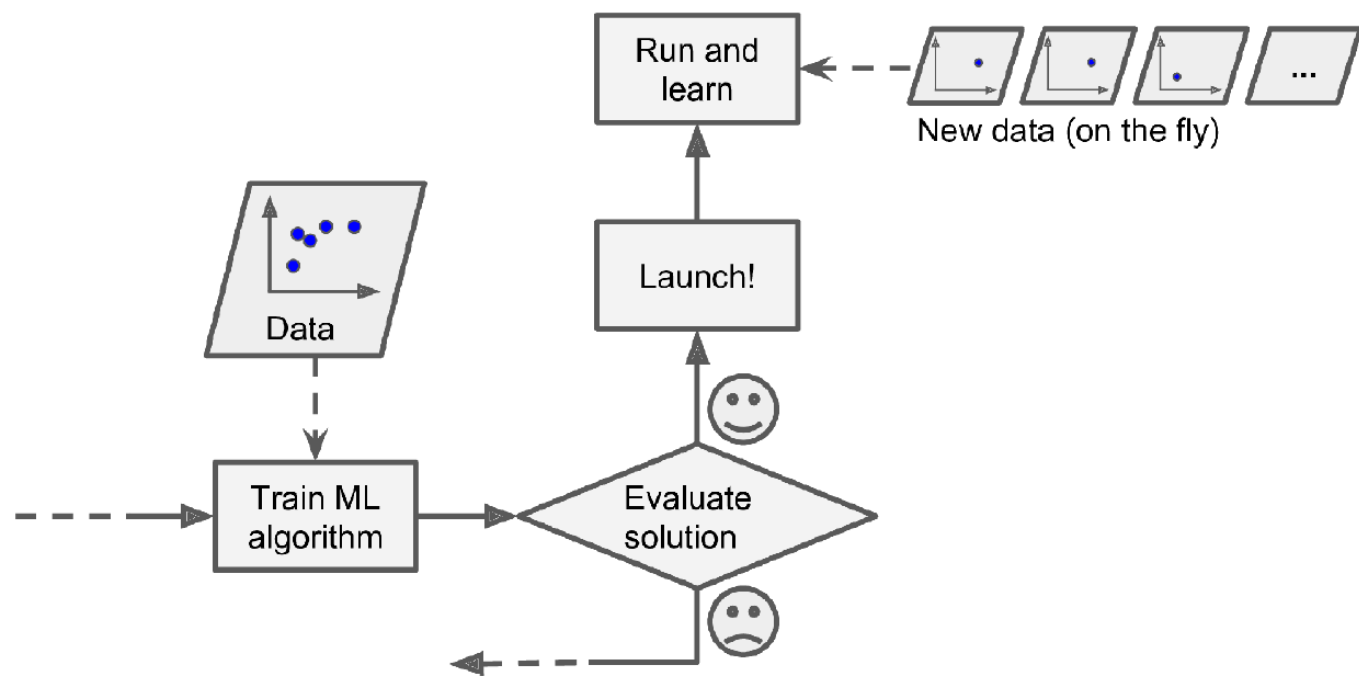 Run and
learn
...
New data (on the fly)
Launch!
Data
Train ML
algorithm
Evaluate
solution